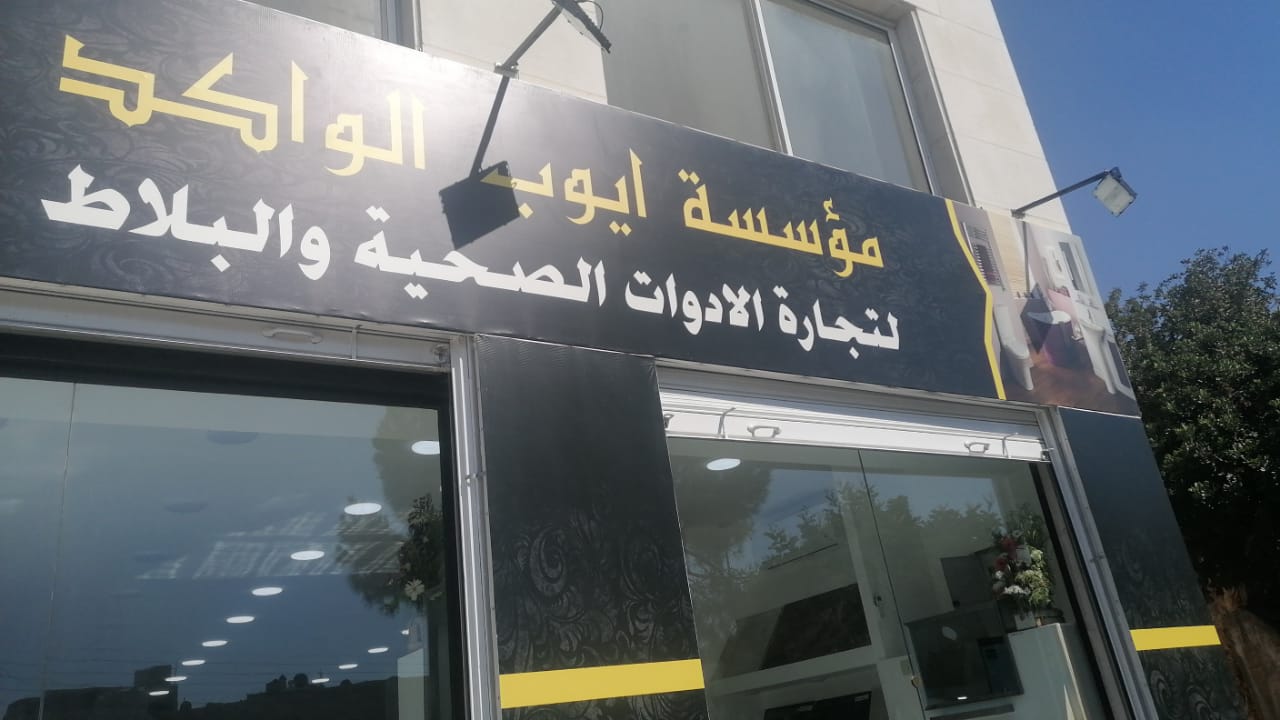 مؤسسة ايوب الواكد
لتجارة الادوات الصحية والبلاط